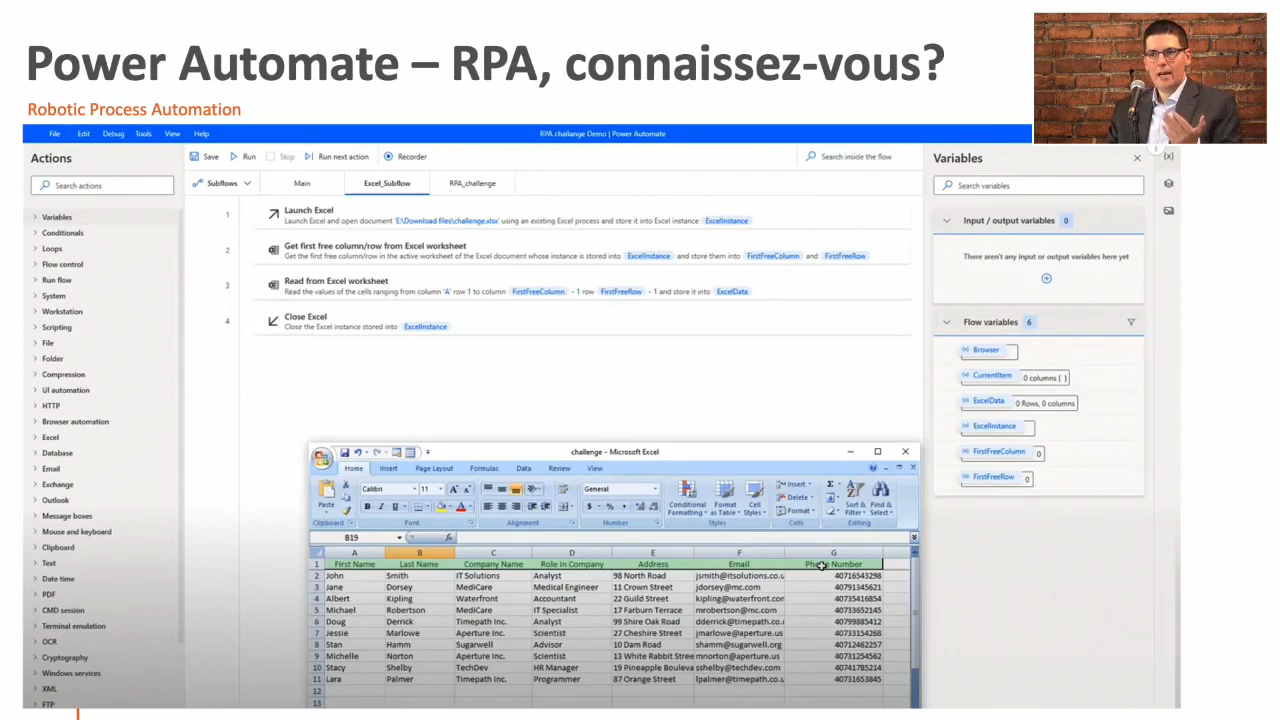 Power Automate – RPA, connaissez-vous?
Robotic Process Automation
File Edit Debug Tools View Help
RPA challange Demo | Power Automate
Actions
Search actions
Variables
Conditionals
Loops
Flow control
Run flow
System
Workstation
Scripting
File
Folder
Compression
UI automation
HTTP
Browser automation
Excel
Database
Email
Exchange
Outlook
Message boxes
Mouse and keyboard
Clipboard
Text
Date time
PDF
CMD session
Terminal emulation
OCR
Cryptography
Windows services
XML
FTP
Save Run Stop Run next action Recorder
Search inside the flow
Subflows Main Excel_Subflow RPA_challenge
1 Launch Excel
Launch Excel and open document 'E:\Download files\challenge.xlsx' using an existing Excel process and store it into Excel instance ExcelInstance
2 Get first free column/row from Excel worksheet
Get the first free column/row in the active worksheet of the Excel document whose instance is stored into ExcelInstance and store them into FirstFreeColumn and FirstFreeRow
3 Read from Excel worksheet
Read the values of the cells ranging from column 'A' row 1 to column FirstFreeColumn - 1 row FirstFreeRow - 1 and store it into ExcelData
4 Close Excel
Close the Excel instance stored into ExcelInstance
Variables
{x}
Search variables
Input / output variables 0
There aren't any input or output variables here yet
Flow variables 6
Browser
CurrentItem 0 columns { }
ExcelData 0 Rows, 0 columns
ExcelInstance
FirstFreeColumn 0
FirstFreeRow 0
challenge - Microsoft Excel
Home Insert Page Layout Formulas Data Review View
Paste
Calibri 11
B I U
General
$ % ,
Conditional Formatting
Format as Table
Cell Styles
Insert
Delete
Format
Sort & Filter
Find & Select
Clipboard Font Alignment Number Styles Cells Editing
B19 fx
A B C D E F G
1 First Name Last Name Company Name Role in Company Address Email Phone Number
2 John Smith IT Solutions Analyst 98 North Road jsmith@itsolutions.co.u 40716543298
3 Jane Dorsey MediCare Medical Engineer 11 Crown Street jdorsey@mc.com 40791345621
4 Albert Kipling Waterfront Accountant 22 Guild Street kipling@waterfront.com 40735416854
5 Michael Robertson MediCare IT Specialist 17 Farburn Terrace mrobertson@mc.com 40733652145
6 Doug Derrick Timepath Inc. Analyst 99 Shire Oak Road dderrick@timepath.co.u 40799885412
7 Jessie Marlowe Aperture Inc. Scientist 27 Cheshire Street jmarlowe@aperture.us 40733154268
8 Stan Hamm Sugarwell Advisor 10 Dam Road shamm@sugarwell.org 40712462257
9 Michelle Norton Aperture Inc. Scientist 13 White Rabbit Stree mnorton@aperture.us 40731254562
10 Stacy Shelby TechDev HR Manager 19 Pineapple Bouleva sshelby@techdev.com 40741785214
11 Lara Palmer Timepath Inc. Programmer 87 Orange Street lpalmer@timepath.co.u 40731653845
12
13